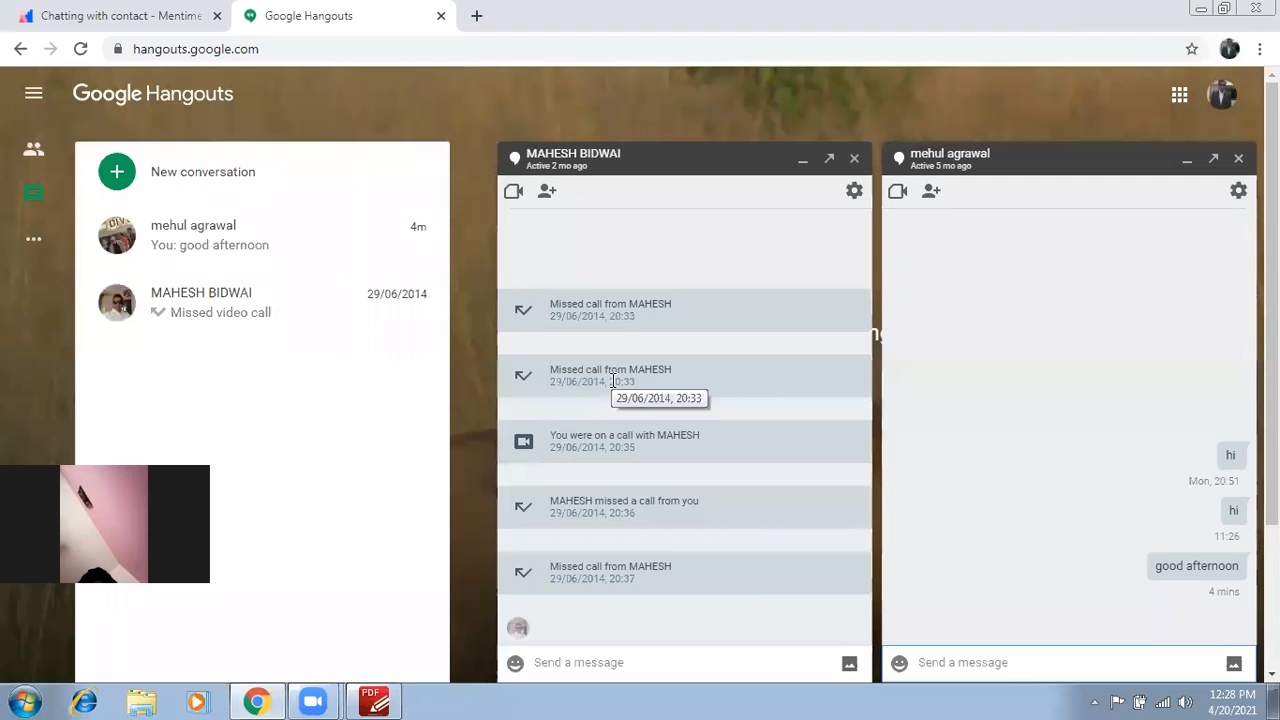 Chatting with contact - Mentime
Google Hangouts
hangouts.google.com
Google Hangouts
New conversation
mehul agrawal
4m
You: good afternoon
MAHESH BIDWAI
29/06/2014
Missed video call
MAHESH BIDWAI
Active 2 mo ago
Missed call from MAHESH
29/06/2014, 20:33
Missed call from MAHESH
29/06/2014, 20:33
29/06/2014, 20:33
You were on a call with MAHESH
29/06/2014, 20:35
MAHESH missed a call from you
29/06/2014, 20:36
Missed call from MAHESH
29/06/2014, 20:37
Send a message
mehul agrawal
Active 5 mo ago
hi
Mon, 20:51
hi
11:26
good afternoon
4 mins
Send a message
PDF
12:28 PM
4/20/2021